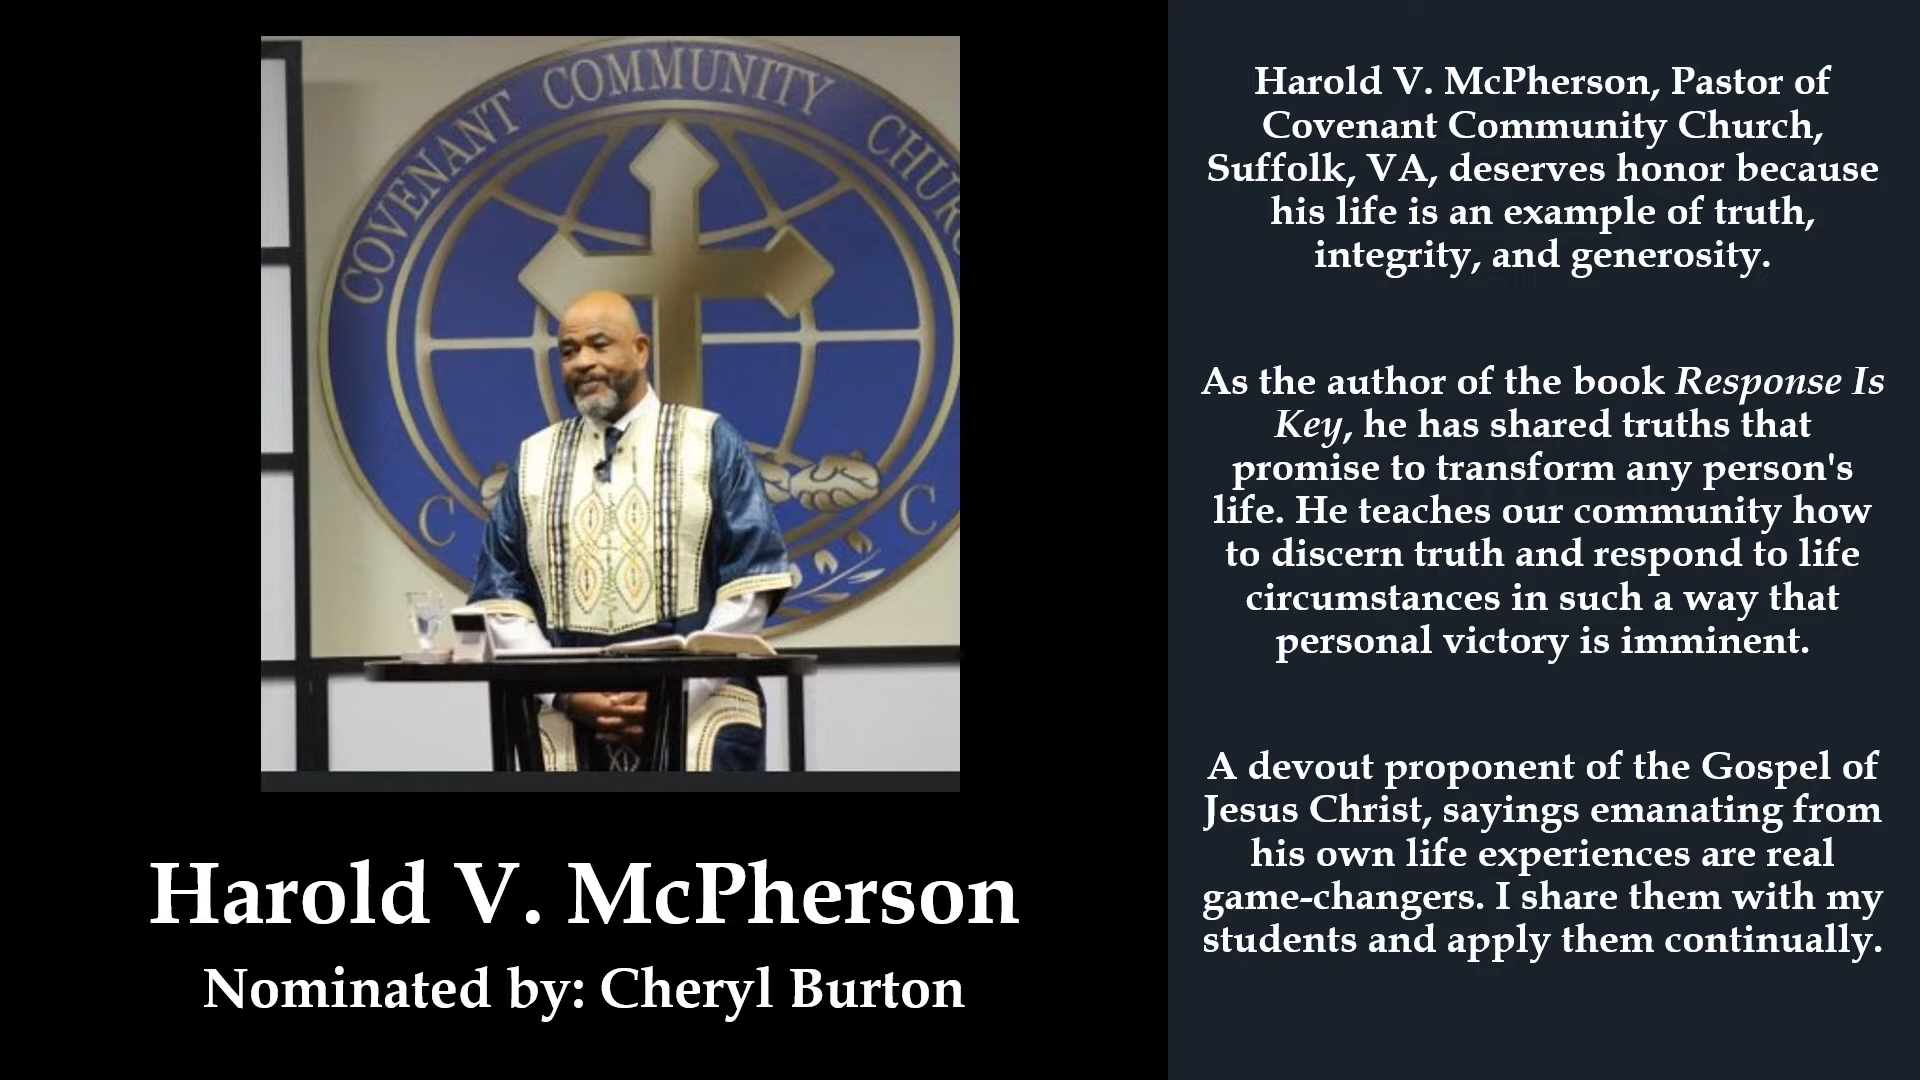 COVENANT COMMUNITY CHURC
C C
Harold V. McPherson
Nominated by: Cheryl Burton
Harold V. McPherson, Pastor of
Covenant Community Church,
Suffolk, VA, deserves honor because
his life is an example of truth,
integrity, and generosity.
As the author of the book Response Is
Key, he has shared truths that
promise to transform any person's
life. He teaches our community how
to discern truth and respond to life
circumstances in such a way that
personal victory is imminent.
A devout proponent of the Gospel of
Jesus Christ, sayings emanating from
his own life experiences are real
game-changers. I share them with my
students and apply them continually.